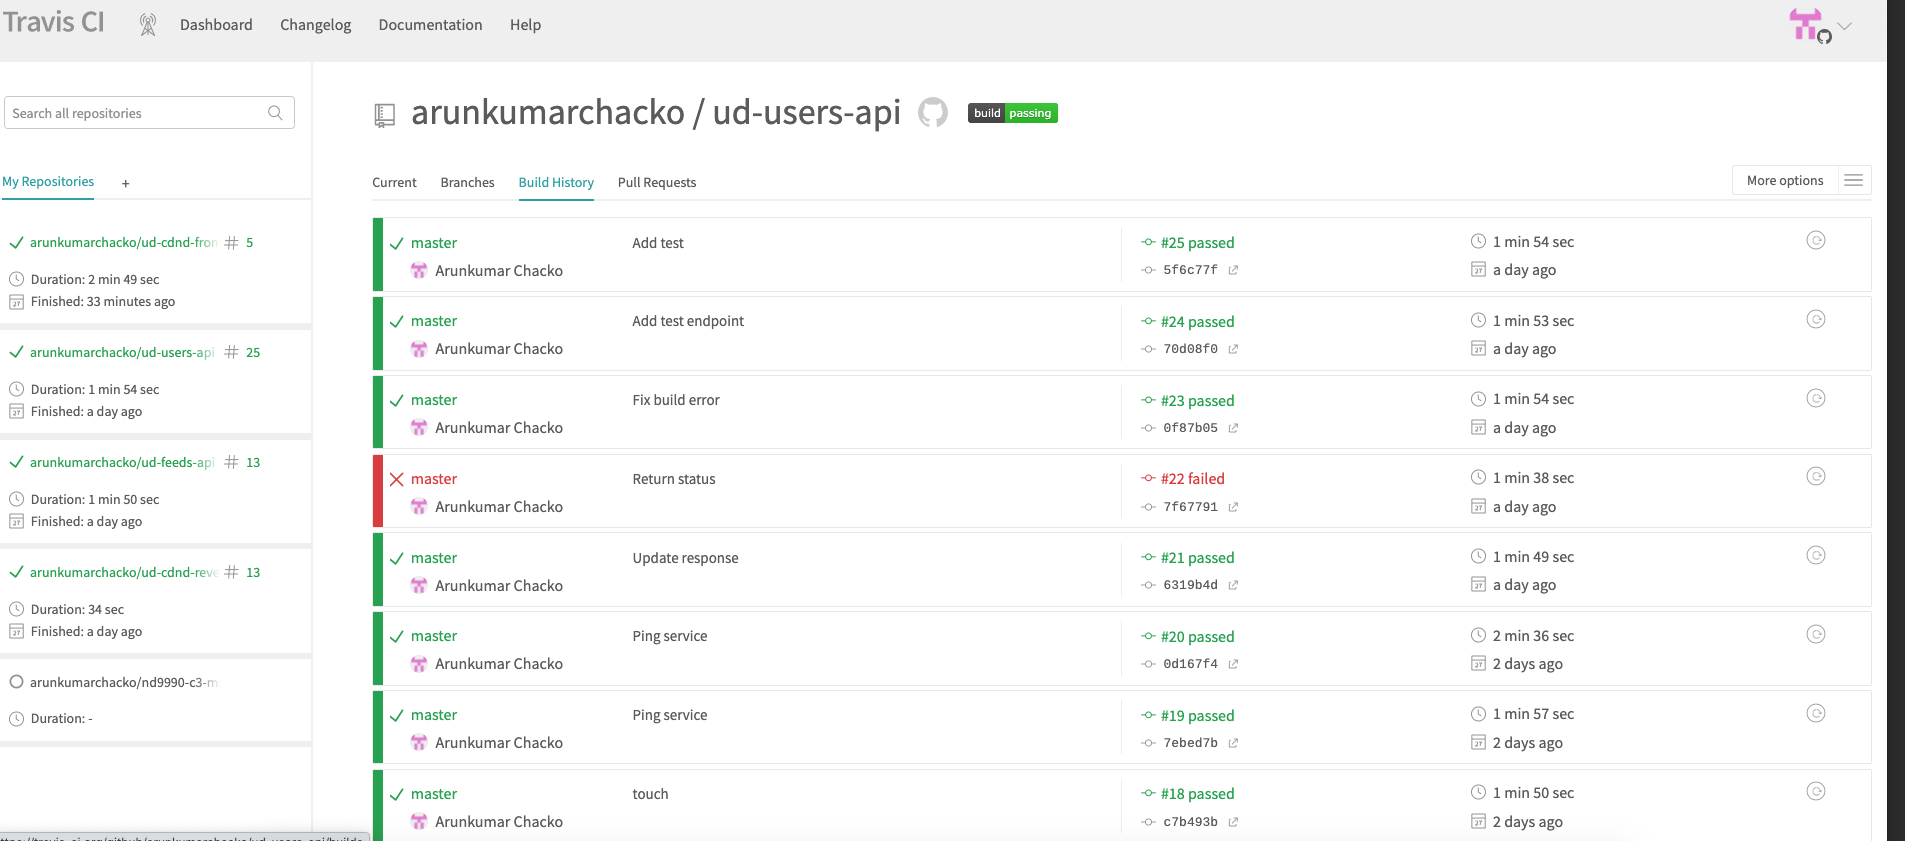 Travis CI
Dashboard Changelog Documentation Help
Search all repositories
My Repositories +
arunkumarchacko/ud-cdnd-fron # 5
Duration: 2 min 49 sec
Finished: 33 minutes ago
arunkumarchacko/ud-users-api # 25
Duration: 1 min 54 sec
Finished: a day ago
arunkumarchacko/ud-feeds-api # 13
Duration: 1 min 50 sec
Finished: a day ago
arunkumarchacko/ud-cdnd-reve # 13
Duration: 34 sec
Finished: a day ago
arunkumarchacko/nd9990-c3-m
Duration: -
arunkumarchacko / ud-users-api build passing
Current Branches Build History Pull Requests More options
master Add test #25 passed 1 min 54 sec
Arunkumar Chacko 5f6c77f a day ago
master Add test endpoint #24 passed 1 min 53 sec
Arunkumar Chacko 70d08f0 a day ago
master Fix build error #23 passed 1 min 54 sec
Arunkumar Chacko 0f87b05 a day ago
master Return status #22 failed 1 min 38 sec
Arunkumar Chacko 7f67791 a day ago
master Update response #21 passed 1 min 49 sec
Arunkumar Chacko 6319b4d a day ago
master Ping service #20 passed 2 min 36 sec
Arunkumar Chacko 0d167f4 2 days ago
master Ping service #19 passed 1 min 57 sec
Arunkumar Chacko 7ebed7b 2 days ago
master touch #18 passed 1 min 50 sec
Arunkumar Chacko c7b493b 2 days ago